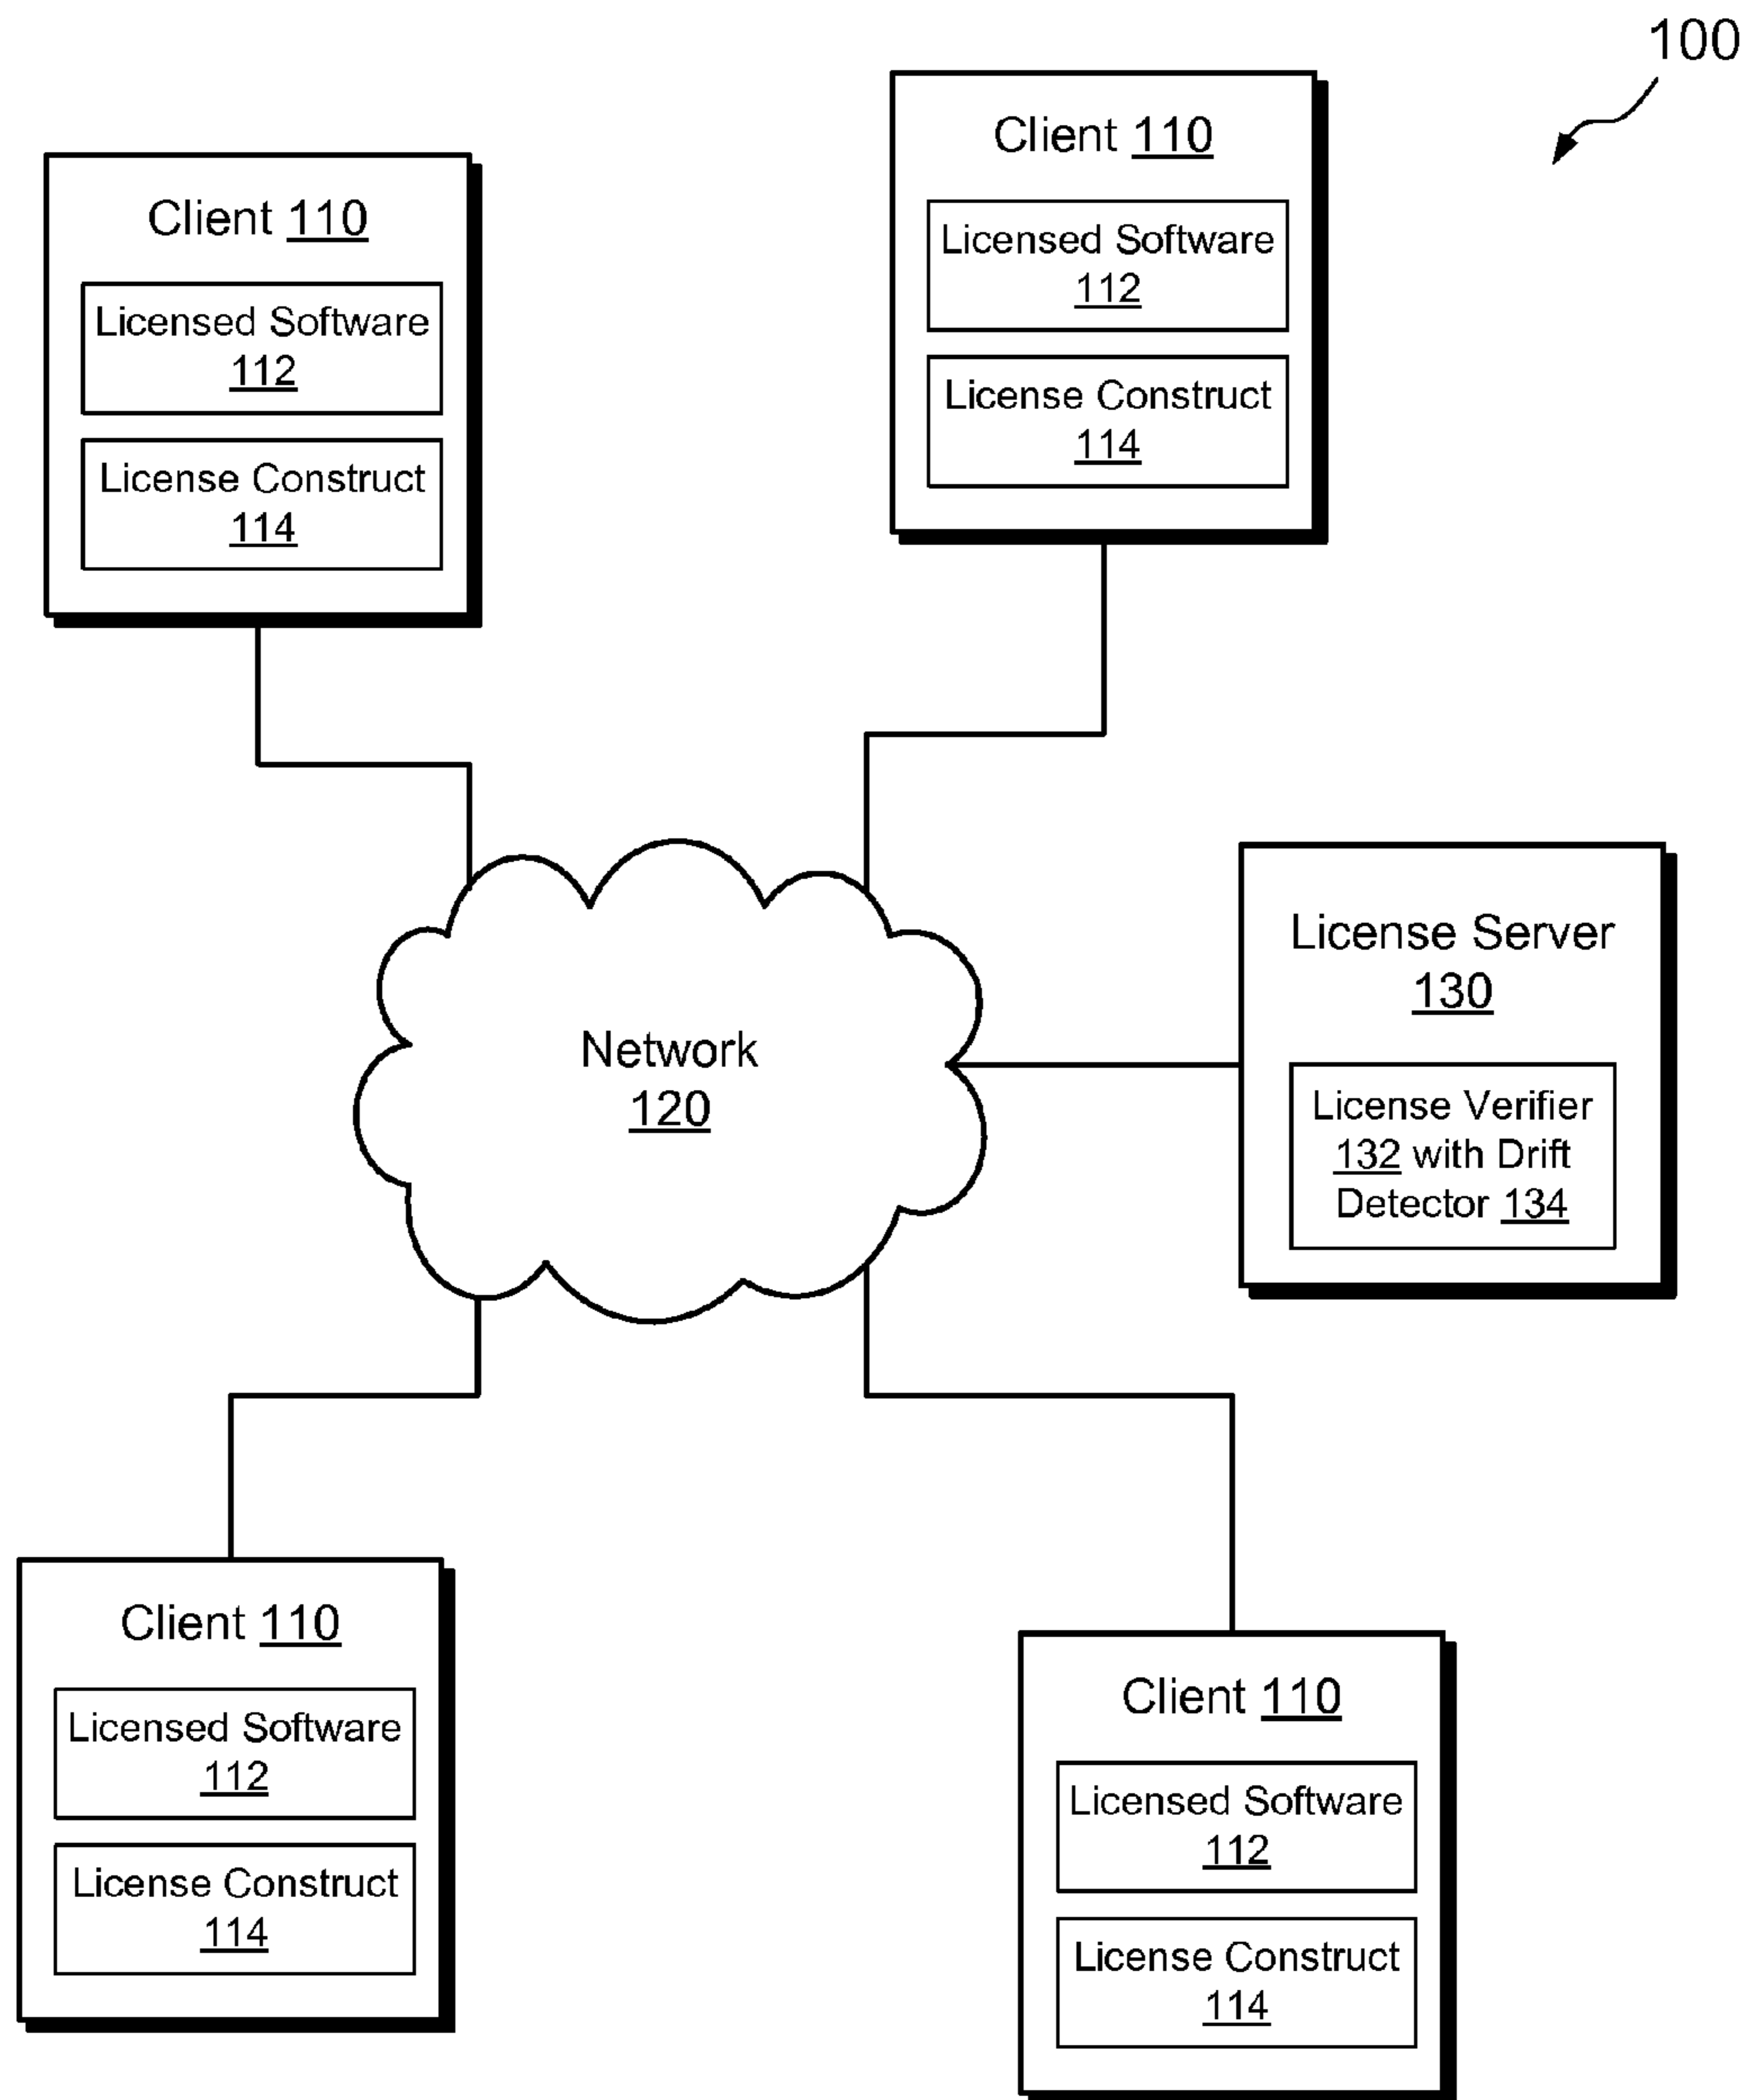 100
Client 110
Licensed Software
112
License Construct
114
Client 110
Licensed Software
112
License Construct
114
Network
120
License Server
130
License Verifier
132 with Drift
Detector 134
Client 110
Licensed Software
112
License Construct
114
Client 110
Licensed Software
112
License Construct
114